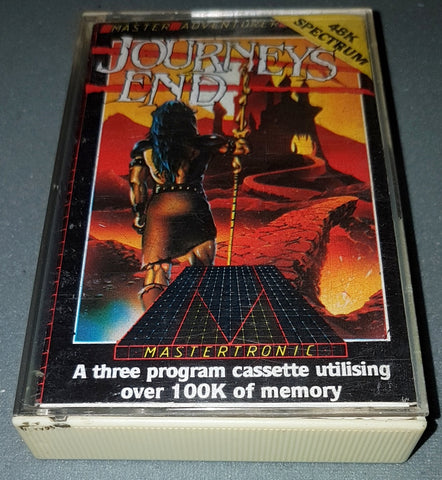 MASTER ADVENTURER
48K
SPECTRUM
JOURNEYS
END
MASTERTRONIC
A three program cassette utilising
over 100K of memory